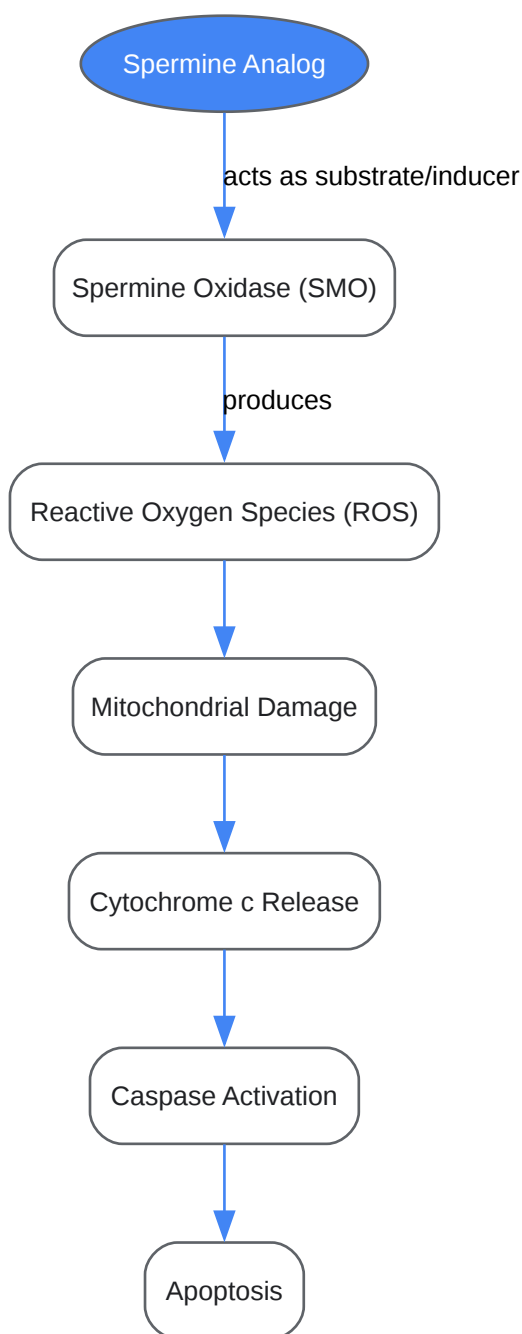 Spermine Analog
acts as substrate/inducer
Spermine Oxidase (SMO)
produces
Reactive Oxygen Species (ROS)
Mitochondrial Damage
Cytochrome c Release
Caspase Activation
Apoptosis